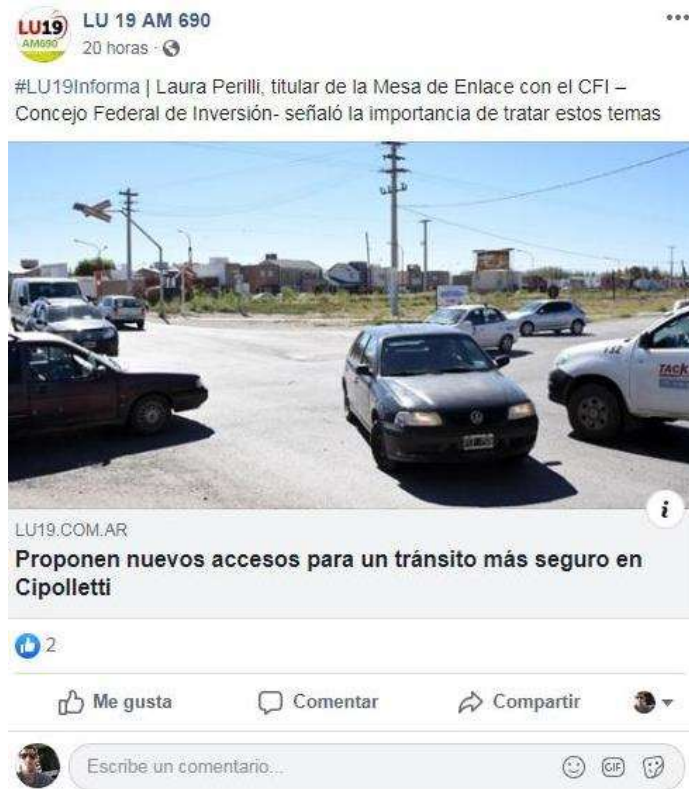 LU19
AM690
LU 19 AM 690
20 horas ·
#LU19Informa | Laura Perilli, titular de la Mesa de Enlace con el CFI –
Concejo Federal de Inversión- señaló la importancia de tratar estos temas
132
TACK
i
LU19.COM.AR
Proponen nuevos accesos para un tránsito más seguro en
Cipolletti
2
Me gusta
Comentar
Compartir
Escribe un comentario...
GIF